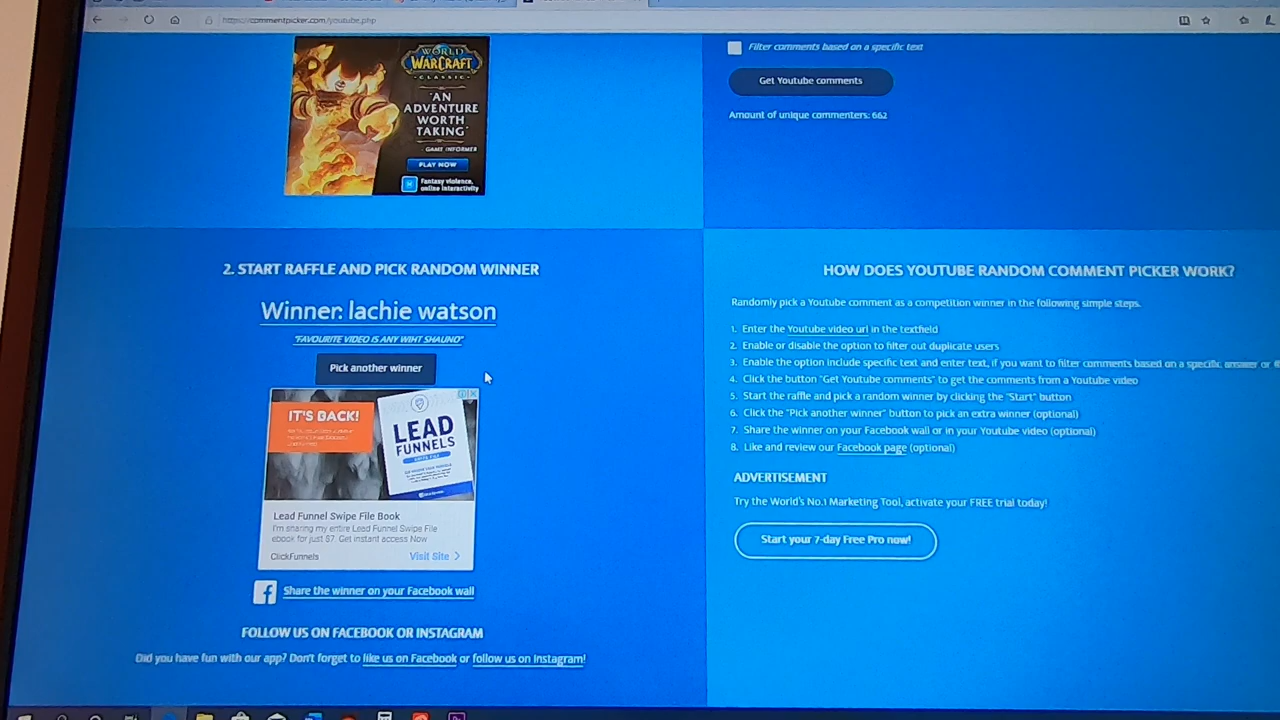 https://commentpicker.com/youtube.php
WORLD
WARCRAFT
CLASSIC
"AN
ADVENTURE
WORTH
TAKING"
- GAME INFORMER
PLAY NOW
Fantasy violence,
online interactivity
Filter comments based on a specific text
Get Youtube comments
Amount of unique commenters: 662
2. START RAFFLE AND PICK RANDOM WINNER
Winner: lachie watson
"FAVOURITE VIDEO IS ANY WIHT SHAUNO"
Pick another winner
IT'S BACK!
LEAD
FUNNELS
Lead Funnel Swipe File Book
I'm sharing my entire Lead Funnel Swipe File
ebook for just $7. Get instant access Now
ClickFunnels
Visit Site >
Share the winner on your Facebook wall
FOLLOW US ON FACEBOOK OR INSTAGRAM
Did you have fun with our app? Don't forget to like us on Facebook or follow us on Instagram!
HOW DOES YOUTUBE RANDOM COMMENT PICKER WORK?
Randomly pick a Youtube comment as a competition winner in the following simple steps.
1. Enter the Youtube video url in the textfield
2. Enable or disable the option to filter out duplicate users
3. Enable the option include specific text and enter text, if you want to filter comments based on a specific answer or
4. Click the button "Get Youtube comments" to get the comments from a Youtube video
5. Start the raffle and pick a random winner by clicking the "Start" button
6. Click the "Pick another winner" button to pick an extra winner (optional)
7. Share the winner on your Facebook wall or in your Youtube video (optional)
8. Like and review our Facebook page (optional)
ADVERTISEMENT
Try the World's No.1 Marketing Tool, activate your FREE trial today!
Start your 7-day Free Pro now!